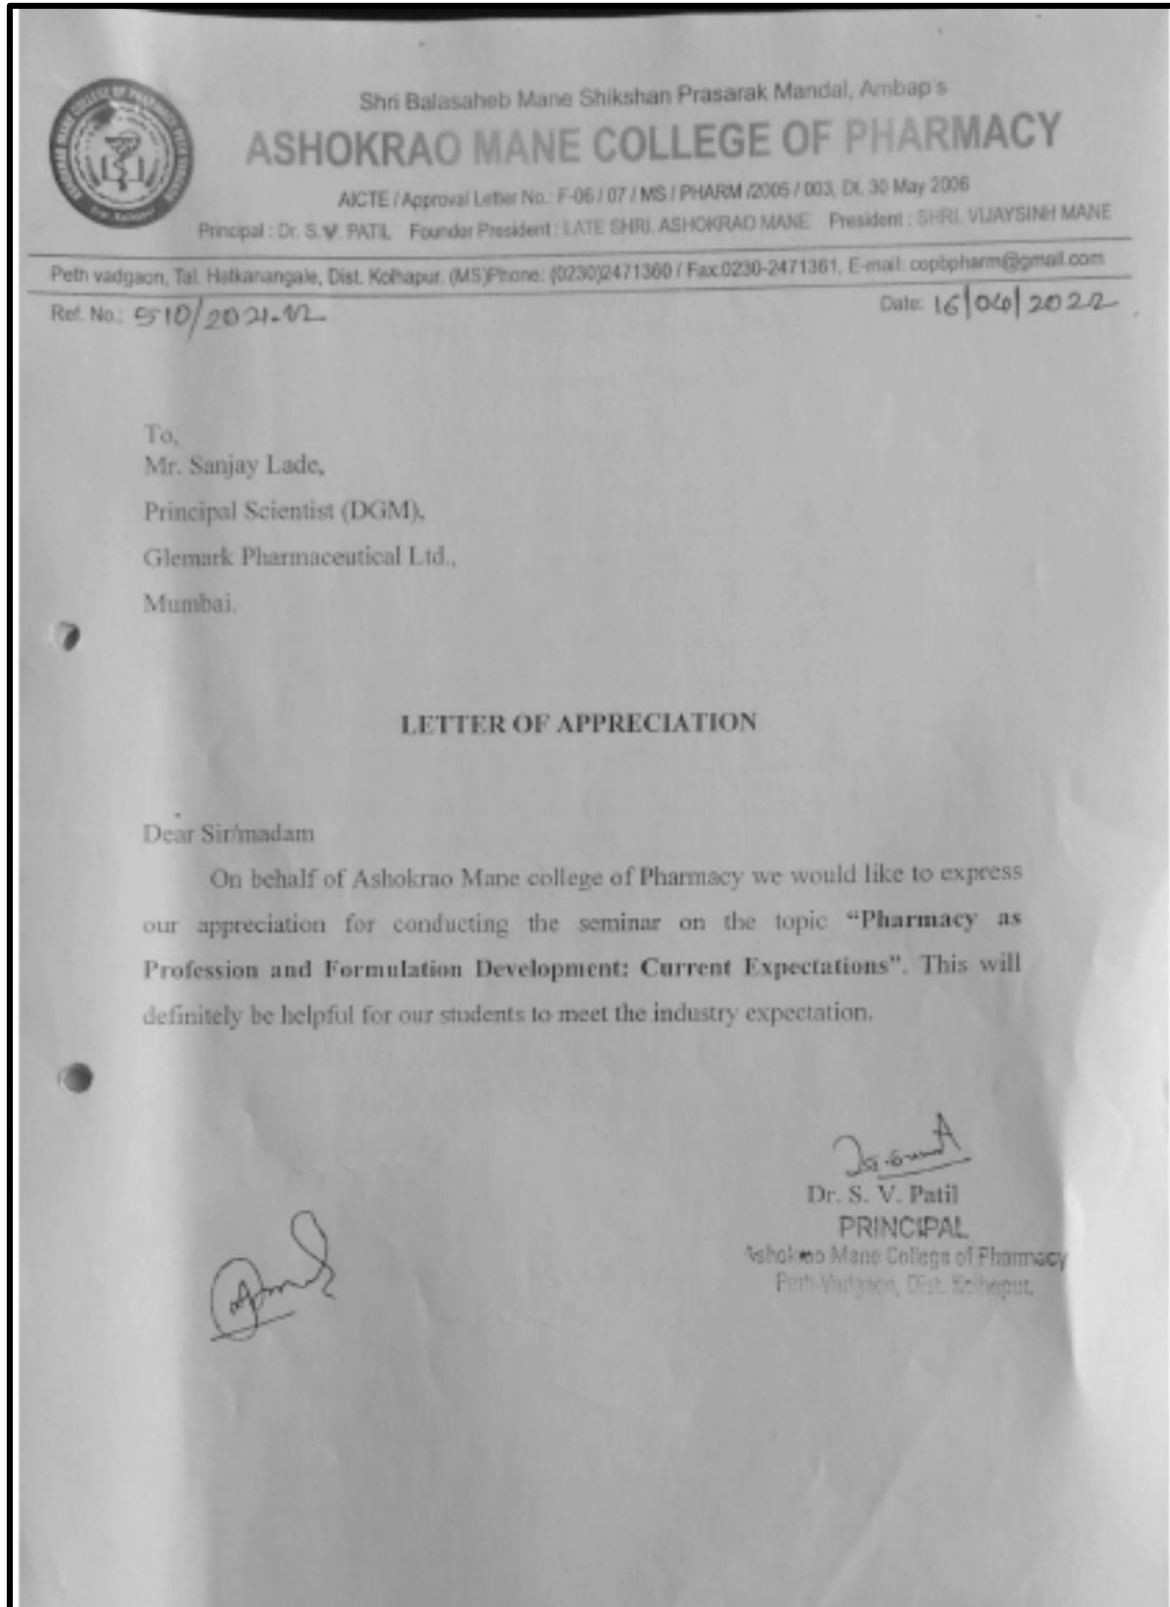 Shri Balasaheb Mane Shikshan Prasarak Mandal, Ambap's
ASHOKRAO MANE COLLEGE OF PHARMACY
AICTE / Approval Letter No.: F-06 / 07 / MS / PHARM /2005 / 003, Dt. 30 May 2006
Principal : Dr. S. V. PATIL Founder President : LATE SHRI. ASHOKRAO MANE President : SHRI. VIJAYSINH MANE
Peth vadgaon, Tal. Hatkanangale, Dist. Kolhapur. (MS)Phone: (0230)2471360 / Fax:0230-2471361, E-mail: copbpharm@gmail.com
Ref. No.: 510/2021-22 Date: 16/04/2022
To,
Mr. Sanjay Lade,
Principal Scientist (DGM),
Glemark Pharmaceutical Ltd.,
Mumbai.
LETTER OF APPRECIATION
Dear Sir/madam
On behalf of Ashokrao Mane college of Pharmacy we would like to express
our appreciation for conducting the seminar on the topic “Pharmacy as
Profession and Formulation Development: Current Expectations". This will
definitely be helpful for our students to meet the industry expectation.
Dr. S. V. Patil
PRINCIPAL
Ashokrao Mane College of Pharmacy
Peth-Vadgaon, Dist. Kolhapur.